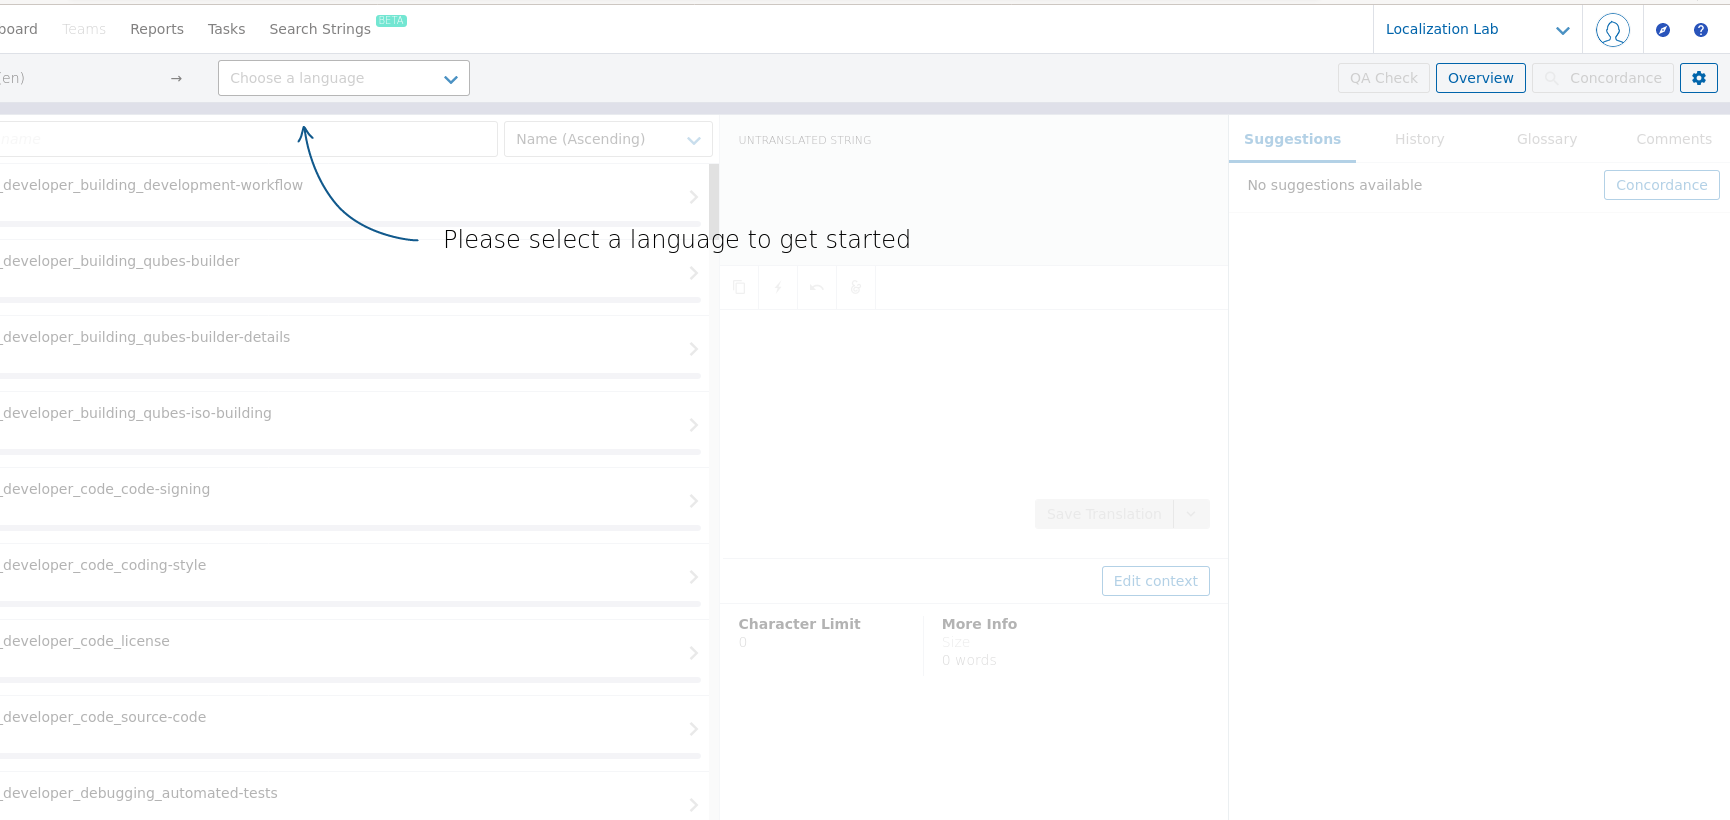 board Teams Reports Tasks Search Strings BETA Localization Lab
(en) → Choose a language QA Check Overview Concordance
name Name (Ascending) UNTRANSLATED STRING Suggestions History Glossary Comments
_developer_building_development-workflow No suggestions available Concordance
Please select a language to get started
_developer_building_qubes-builder
_developer_building_qubes-builder-details
_developer_building_qubes-iso-building
_developer_code_code-signing
Save Translation
_developer_code_coding-style
Edit context
Character Limit More Info
0 Size
_developer_code_license
0 words
_developer_code_source-code
_developer_debugging_automated-tests